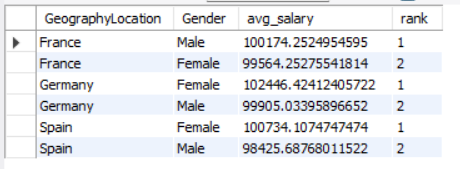 GeographyLocation Gender avg_salary rank
France Male 100174.2524954595 1
France Female 99564.25275541814 2
Germany Female 102446.42412405722 1
Germany Male 99905.03395896652 2
Spain Female 100734.1074747474 1
Spain Male 98425.68768011522 2